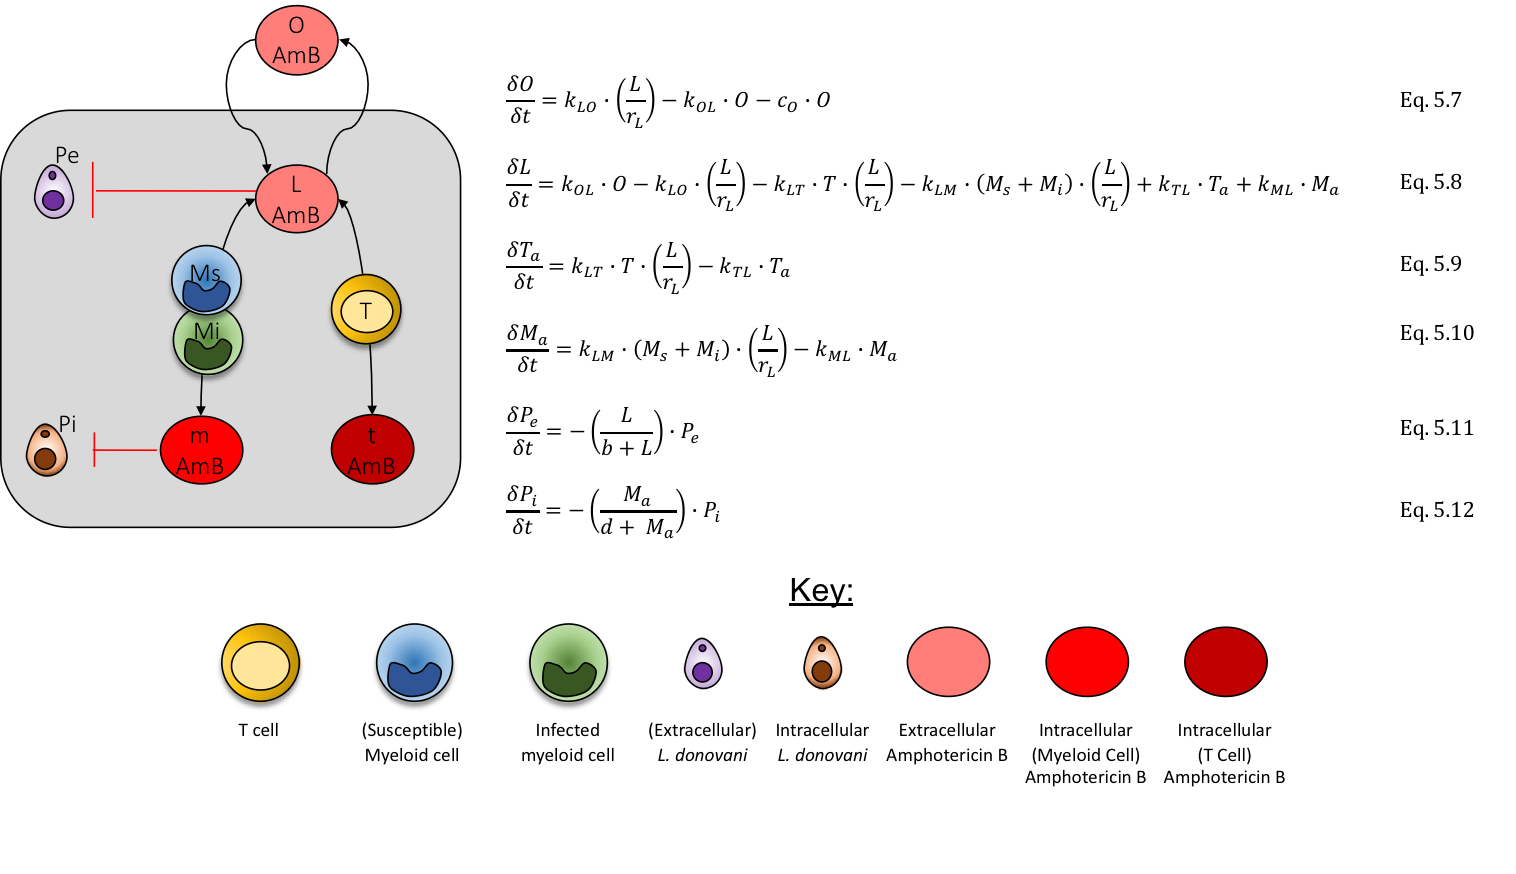 O
AmB
Pe
L
AmB
Ms
Mi
T
Pi
m
AmB
t
AmB
δO/δt = k_LO · (L/r_L) − k_OL · O − c_O · O Eq. 5.7
δL/δt = k_OL · O − k_LO · (L/r_L) − k_LT · T · (L/r_L) − k_LM · (M_s + M_i) · (L/r_L) + k_TL · T_a + k_ML · M_a Eq. 5.8
δT_a/δt = k_LT · T · (L/r_L) − k_TL · T_a Eq. 5.9
δM_a/δt = k_LM · (M_s + M_i) · (L/r_L) − k_ML · M_a Eq. 5.10
δP_e/δt = − (L/(b + L)) · P_e Eq. 5.11
δP_i/δt = − (M_a/(d + M_a)) · P_i Eq. 5.12
Key:
T cell
(Susceptible)
Myeloid cell
Infected
myeloid cell
(Extracellular)
L. donovani
Intracellular
L. donovani
Extracellular
Amphotericin B
Intracellular
(Myeloid Cell)
Amphotericin B
Intracellular
(T Cell)
Amphotericin B